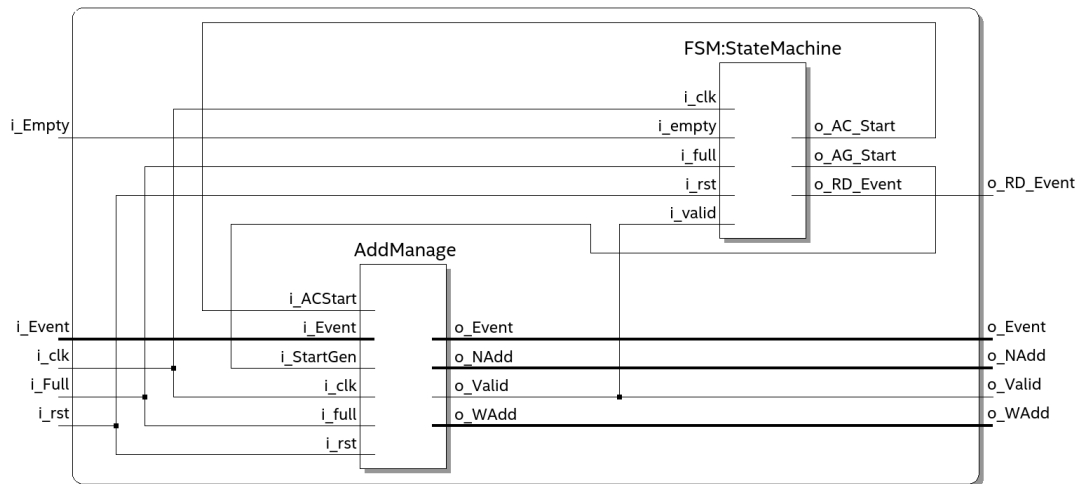 FSM:StateMachine
i_clk
i_Empty
i_empty
o_AC_Start
i_full
o_AG_Start
i_rst
o_RD_Event
o_RD_Event
i_valid
AddManage
i_ACStart
i_Event
i_Event
o_Event
o_Event
i_clk
i_StartGen
o_NAdd
o_NAdd
i_Full
i_clk
o_Valid
o_Valid
i_rst
i_full
o_WAdd
o_WAdd
i_rst